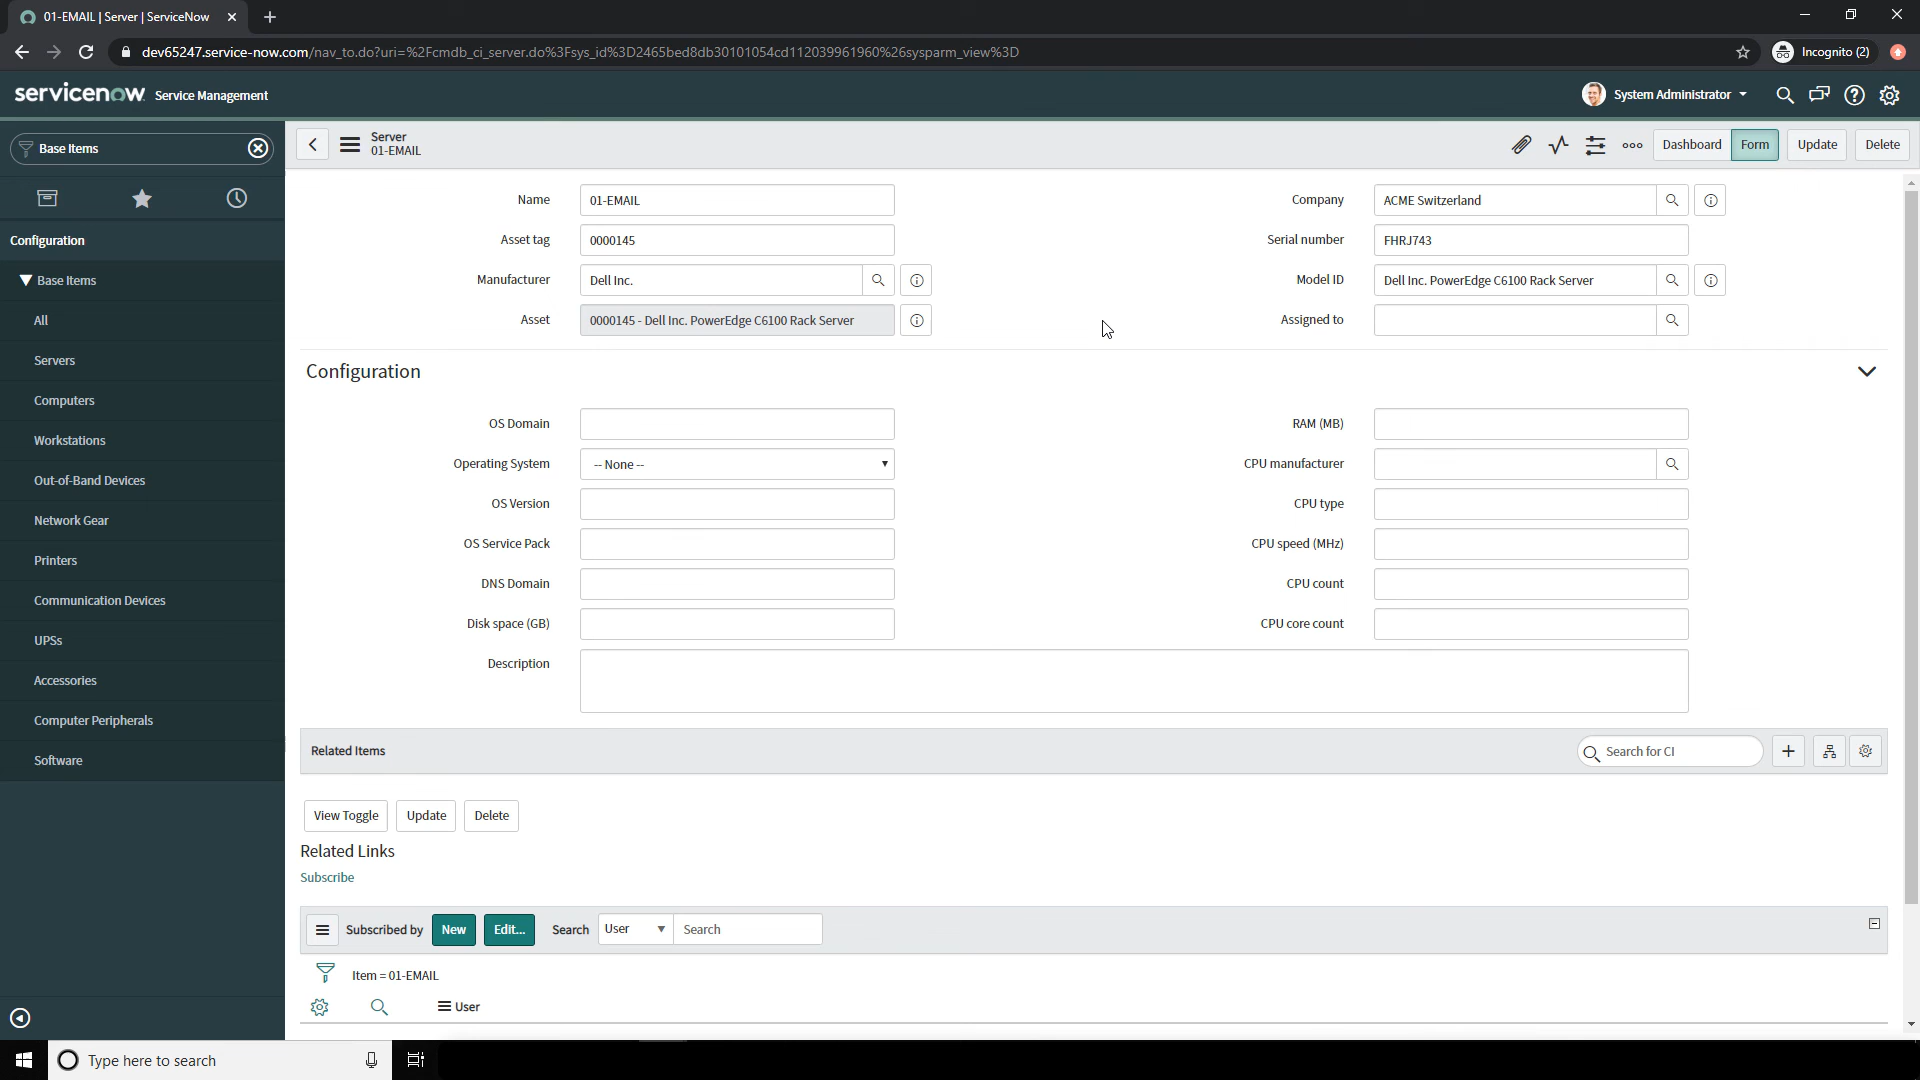 01-EMAIL | Server | ServiceNow
dev65247.service-now.com/nav_to.do?uri=%2Fcmdb_ci_server.do%3Fsys_id%3D2465bed8db30101054cd112039961960%26sysparm_view%3D
Incognito (2)
servicenow Service Management
System Administrator
Base Items
Configuration
Base Items
All
Servers
Computers
Workstations
Out-of-Band Devices
Network Gear
Printers
Communication Devices
UPSs
Accessories
Computer Peripherals
Software
Server
01-EMAIL
Dashboard Form Update Delete
Name 01-EMAIL Company ACME Switzerland
Asset tag 0000145 Serial number FHRJ743
Manufacturer Dell Inc. Model ID Dell Inc. PowerEdge C6100 Rack Server
Asset 0000145 - Dell Inc. PowerEdge C6100 Rack Server Assigned to
Configuration
OS Domain RAM (MB)
Operating System -- None -- CPU manufacturer
OS Version CPU type
OS Service Pack CPU speed (MHz)
DNS Domain CPU count
Disk space (GB) CPU core count
Description
Related Items Search for CI
View Toggle Update Delete
Related Links
Subscribe
Subscribed by New Edit... Search User Search
Item = 01-EMAIL
User
Type here to search